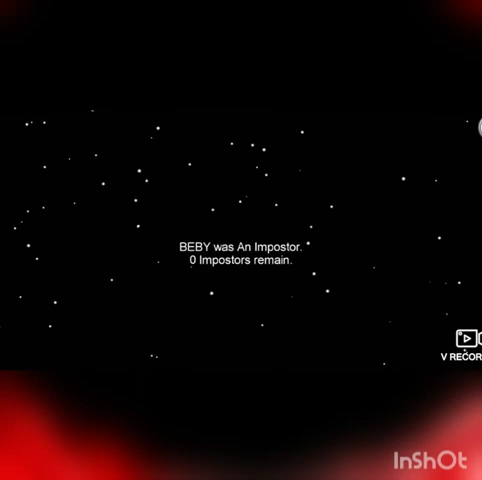 BEBY was An Impostor.
0 Impostors remain.
V RECOR
InShOt